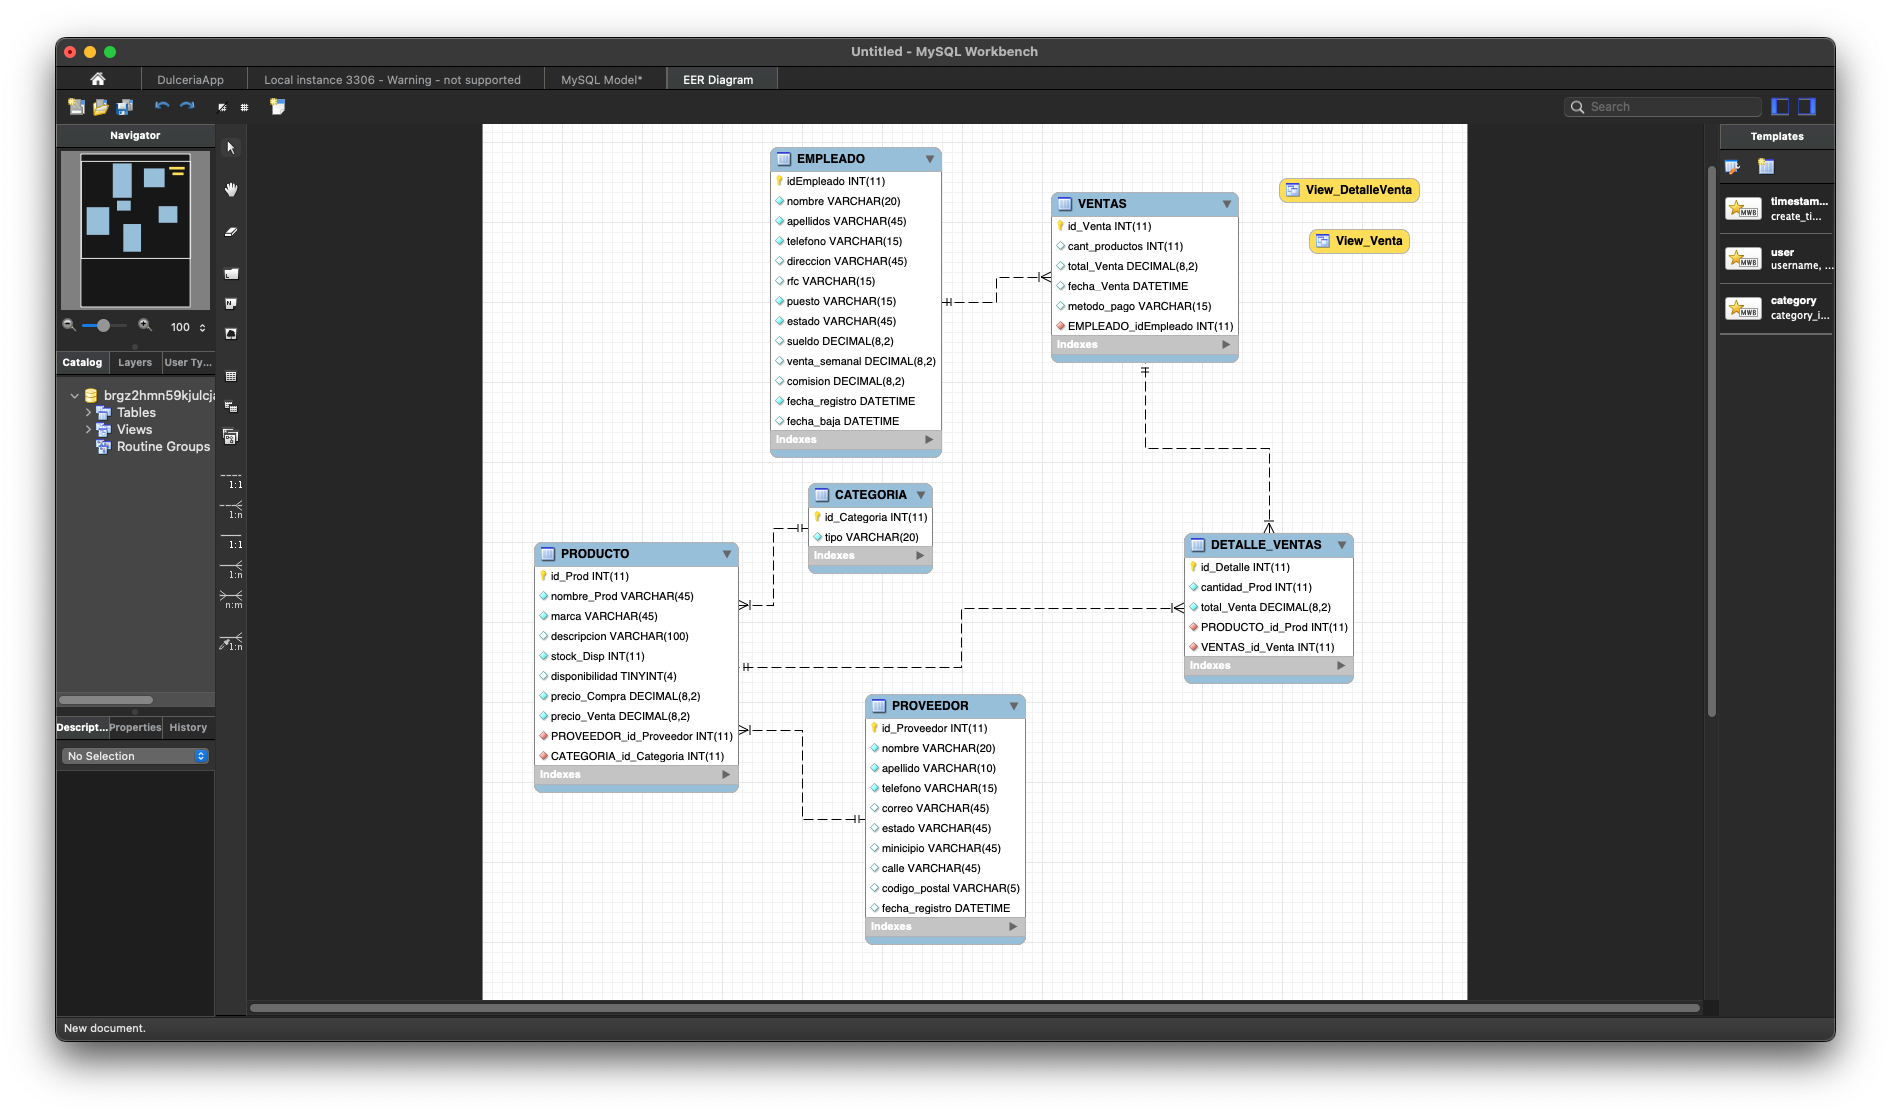 Untitled - MySQL Workbench
DulceriaApp
Local instance 3306 - Warning - not supported
MySQL Model*
EER Diagram
Search
Navigator
100
Catalog
Layers
User Ty...
brgz2hmn59kjulcja
Tables
Views
Routine Groups
Descript...
Properties
History
No Selection
New document.
1:1
1:n
1:1
1:n
n:m
1:n
EMPLEADO
idEmpleado INT(11)
nombre VARCHAR(20)
apellidos VARCHAR(45)
telefono VARCHAR(15)
direccion VARCHAR(45)
rfc VARCHAR(15)
puesto VARCHAR(15)
estado VARCHAR(45)
sueldo DECIMAL(8,2)
venta_semanal DECIMAL(8,2)
comision DECIMAL(8,2)
fecha_registro DATETIME
fecha_baja DATETIME
Indexes
VENTAS
id_Venta INT(11)
cant_productos INT(11)
total_Venta DECIMAL(8,2)
fecha_Venta DATETIME
metodo_pago VARCHAR(15)
EMPLEADO_idEmpleado INT(11)
Indexes
View_DetalleVenta
View_Venta
CATEGORIA
id_Categoria INT(11)
tipo VARCHAR(20)
Indexes
PRODUCTO
id_Prod INT(11)
nombre_Prod VARCHAR(45)
marca VARCHAR(45)
descripcion VARCHAR(100)
stock_Disp INT(11)
disponibilidad TINYINT(4)
precio_Compra DECIMAL(8,2)
precio_Venta DECIMAL(8,2)
PROVEEDOR_id_Proveedor INT(11)
CATEGORIA_id_Categoria INT(11)
Indexes
DETALLE_VENTAS
id_Detalle INT(11)
cantidad_Prod INT(11)
total_Venta DECIMAL(8,2)
PRODUCTO_id_Prod INT(11)
VENTAS_id_Venta INT(11)
Indexes
PROVEEDOR
id_Proveedor INT(11)
nombre VARCHAR(20)
apellido VARCHAR(10)
telefono VARCHAR(15)
correo VARCHAR(45)
estado VARCHAR(45)
minicipio VARCHAR(45)
calle VARCHAR(45)
codigo_postal VARCHAR(5)
fecha_registro DATETIME
Indexes
Templates
MWB
timestam...
create_ti...
MWB
user
username, ...
MWB
category
category_i...